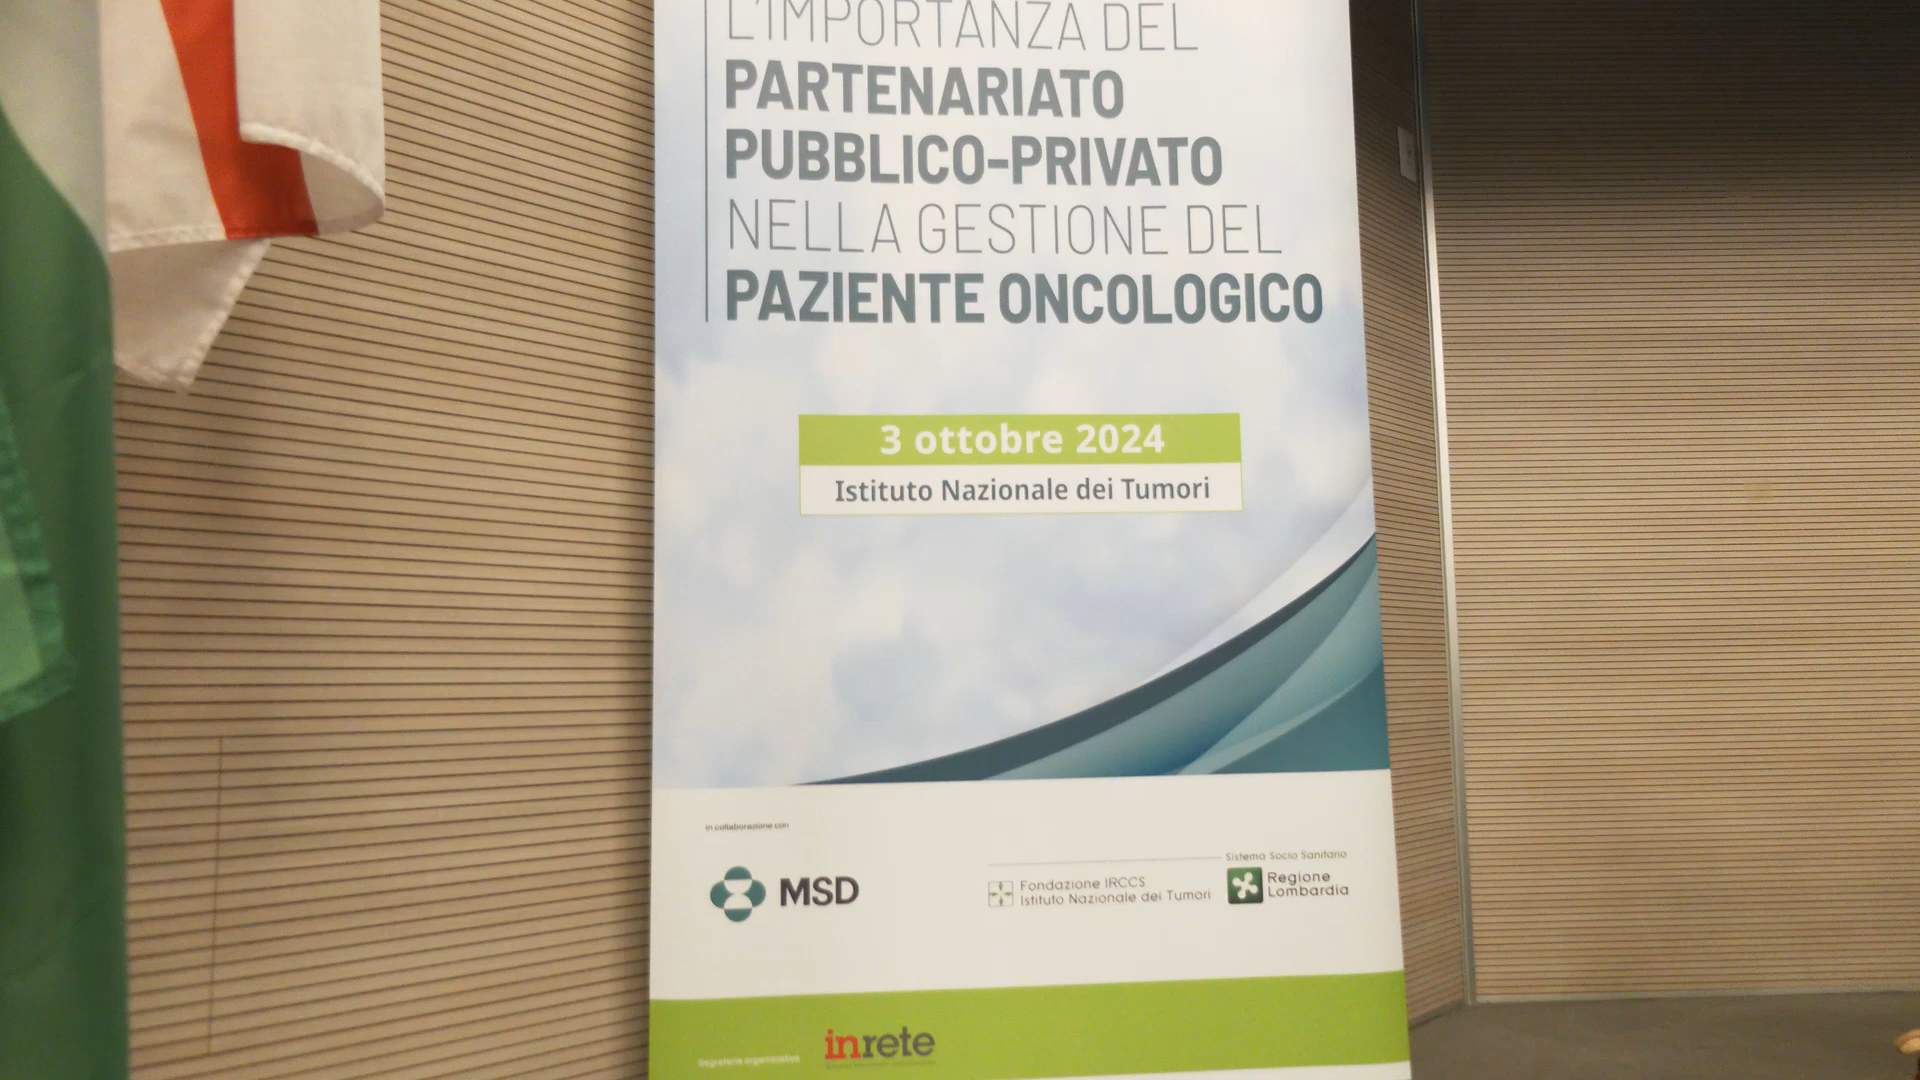 L'IMPORTANZA DEL
PARTENARIATO
PUBBLICO-PRIVATO
NELLA GESTIONE DEL
PAZIENTE ONCOLOGICO
3 ottobre 2024
Istituto Nazionale dei Tumori
In collaborazione con
MSD
Fondazione IRCCS
Istituto Nazionale dei Tumori
Sistema Socio Sanitario
Regione
Lombardia
Segreteria organizzativa
inrete